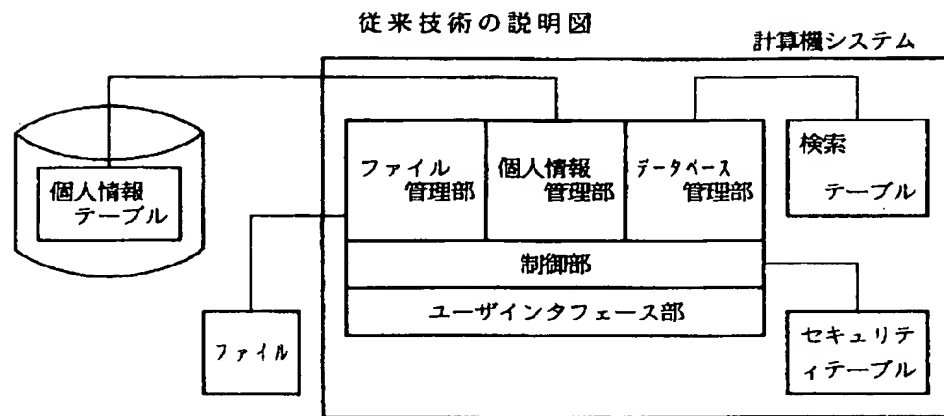 従来技術の説明図
計算機システム
個人情報
テーブル
ファイル
管理部
個人情報
管理部
データベース
管理部
検索
テーブル
制御部
ユーザインタフェース部
ファイル
セキュリテ
ィテーブル